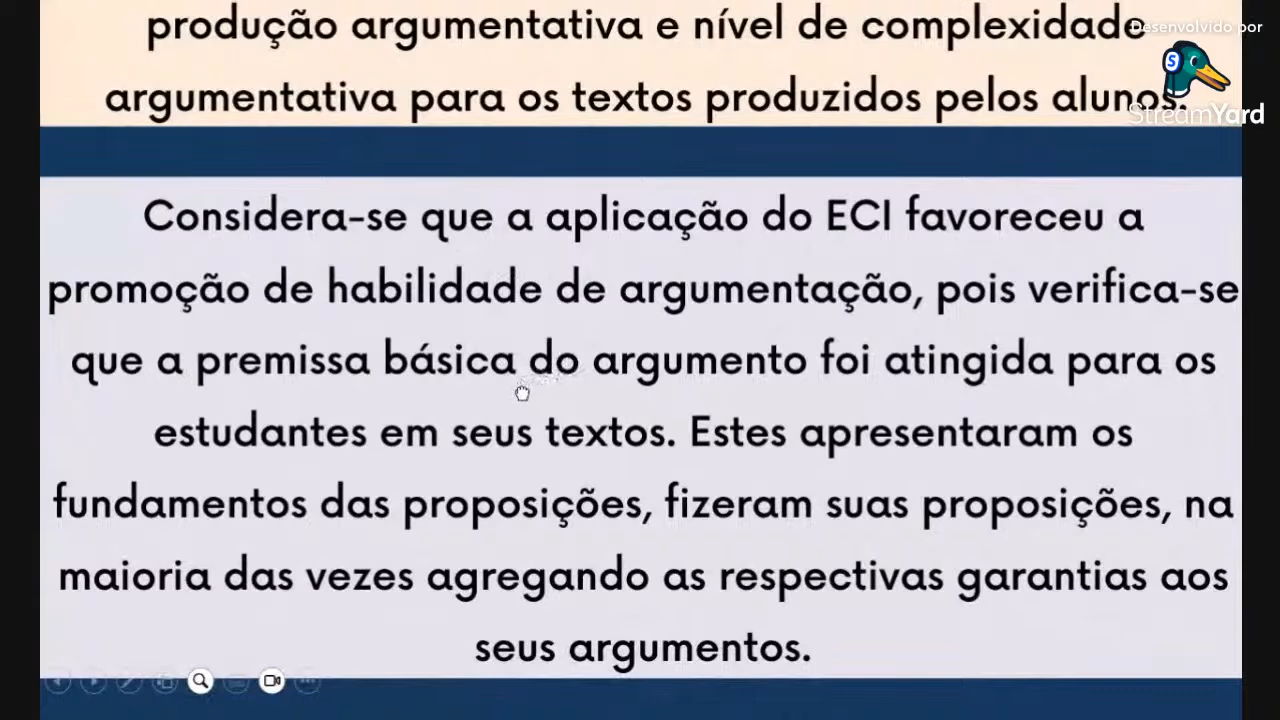 produção argumentativa e nível de complexidade
Desenvolvido por
argumentativa para os textos produzidos pelos alunos.
StreamYard
Considera-se que a aplicação do ECI favoreceu a
promoção de habilidade de argumentação, pois verifica-se
que a premissa básica do argumento foi atingida para os
estudantes em seus textos. Estes apresentaram os
fundamentos das proposições, fizeram suas proposições, na
maioria das vezes agregando as respectivas garantias aos
seus argumentos.